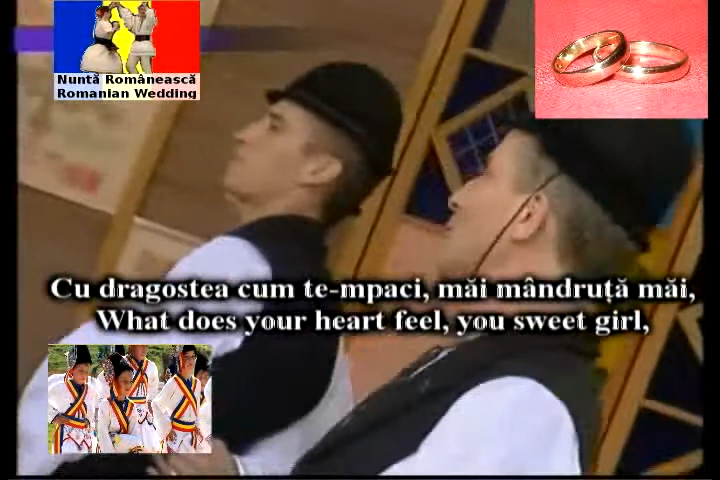 Nuntă Românească
Romanian Wedding
Cu dragostea cum te-mpaci, măi mândruță măi,
What does your heart feel, you sweet girl,